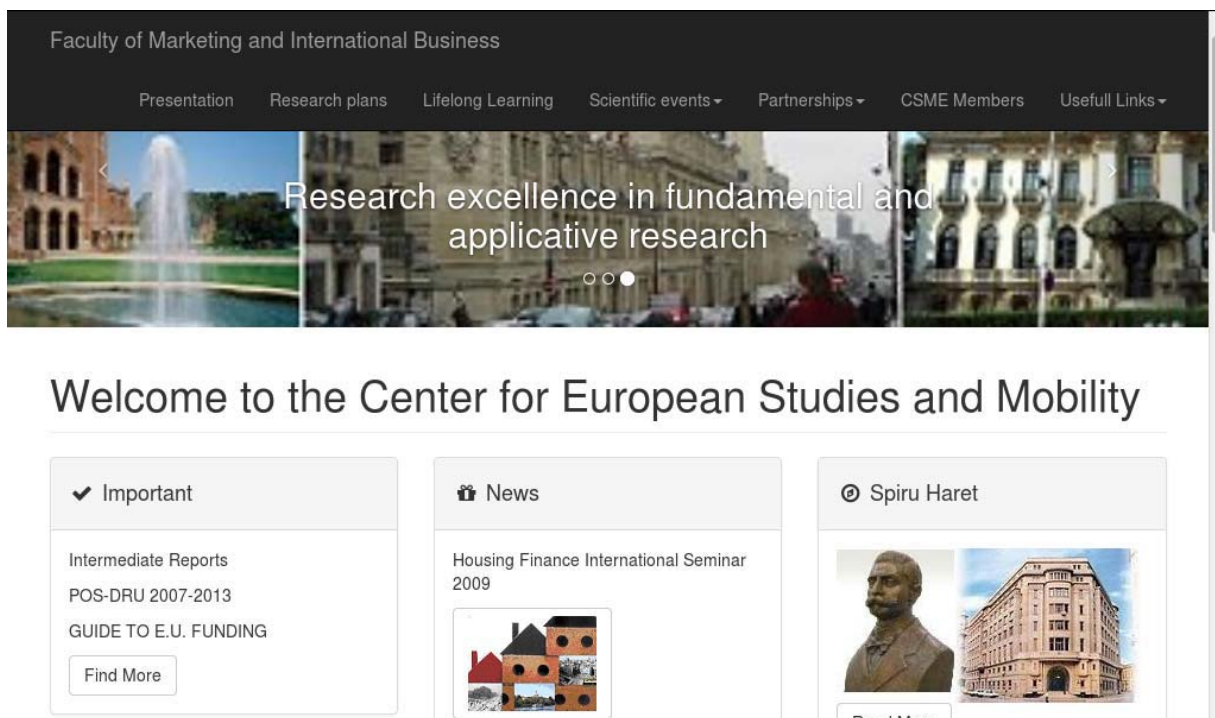 Faculty of Marketing and International Business
Presentation Research plans Lifelong Learning Scientific events Partnerships CSME Members Usefull Links
Research excellence in fundamental and
applicative research
Welcome to the Center for European Studies and Mobility
Important
Intermediate Reports
POS-DRU 2007-2013
GUIDE TO E.U. FUNDING
Find More
News
Housing Finance International Seminar
2009
Spiru Haret